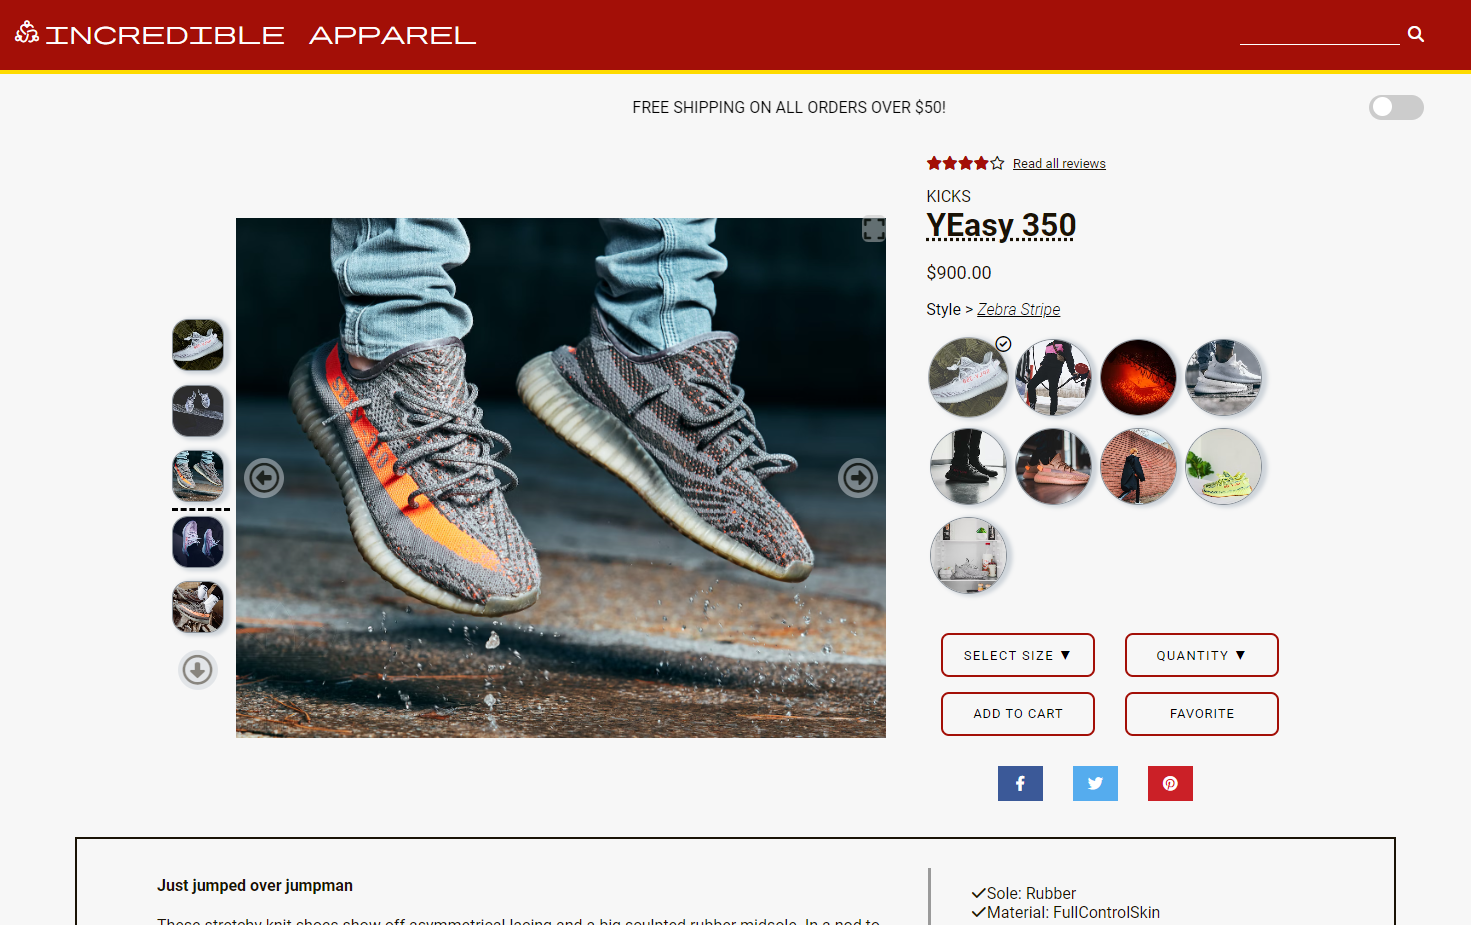 INCREDIBLE APPAREL
FREE SHIPPING ON ALL ORDERS OVER $50!
Read all reviews
KICKS
YEasy 350
$900.00
Style > Zebra Stripe
SELECT SIZE ▼
QUANTITY ▼
ADD TO CART
FAVORITE
Just jumped over jumpman
These stretchy knit shoes show off asymmetrical lacing and a big sculpted rubber midsole. In a nod to
Sole: Rubber
Material: FullControlSkin